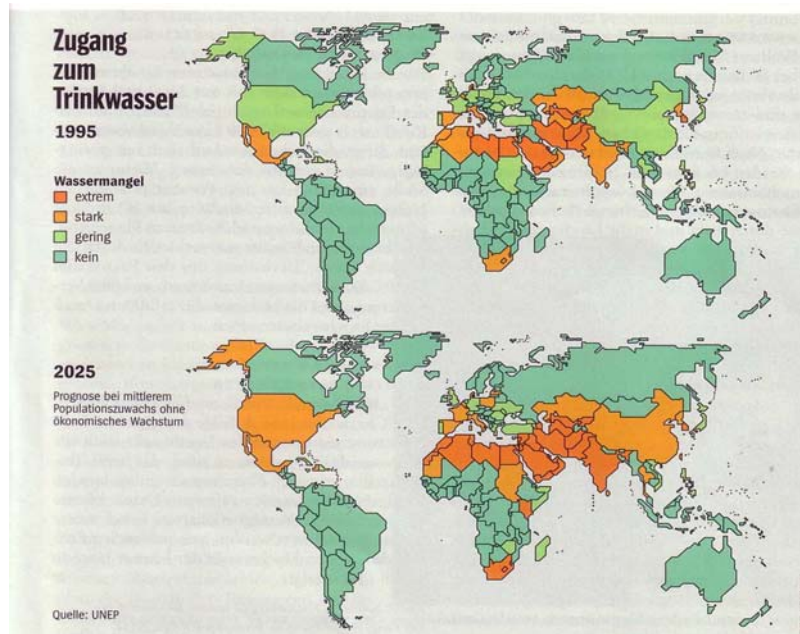 Zugang
zum
Trinkwasser
1995
Wassermangel
extrem
stark
gering
kein
2025
Prognose bei mittlerem
Populationszuwachs ohne
ökonomisches Wachstum
Quelle: UNEP